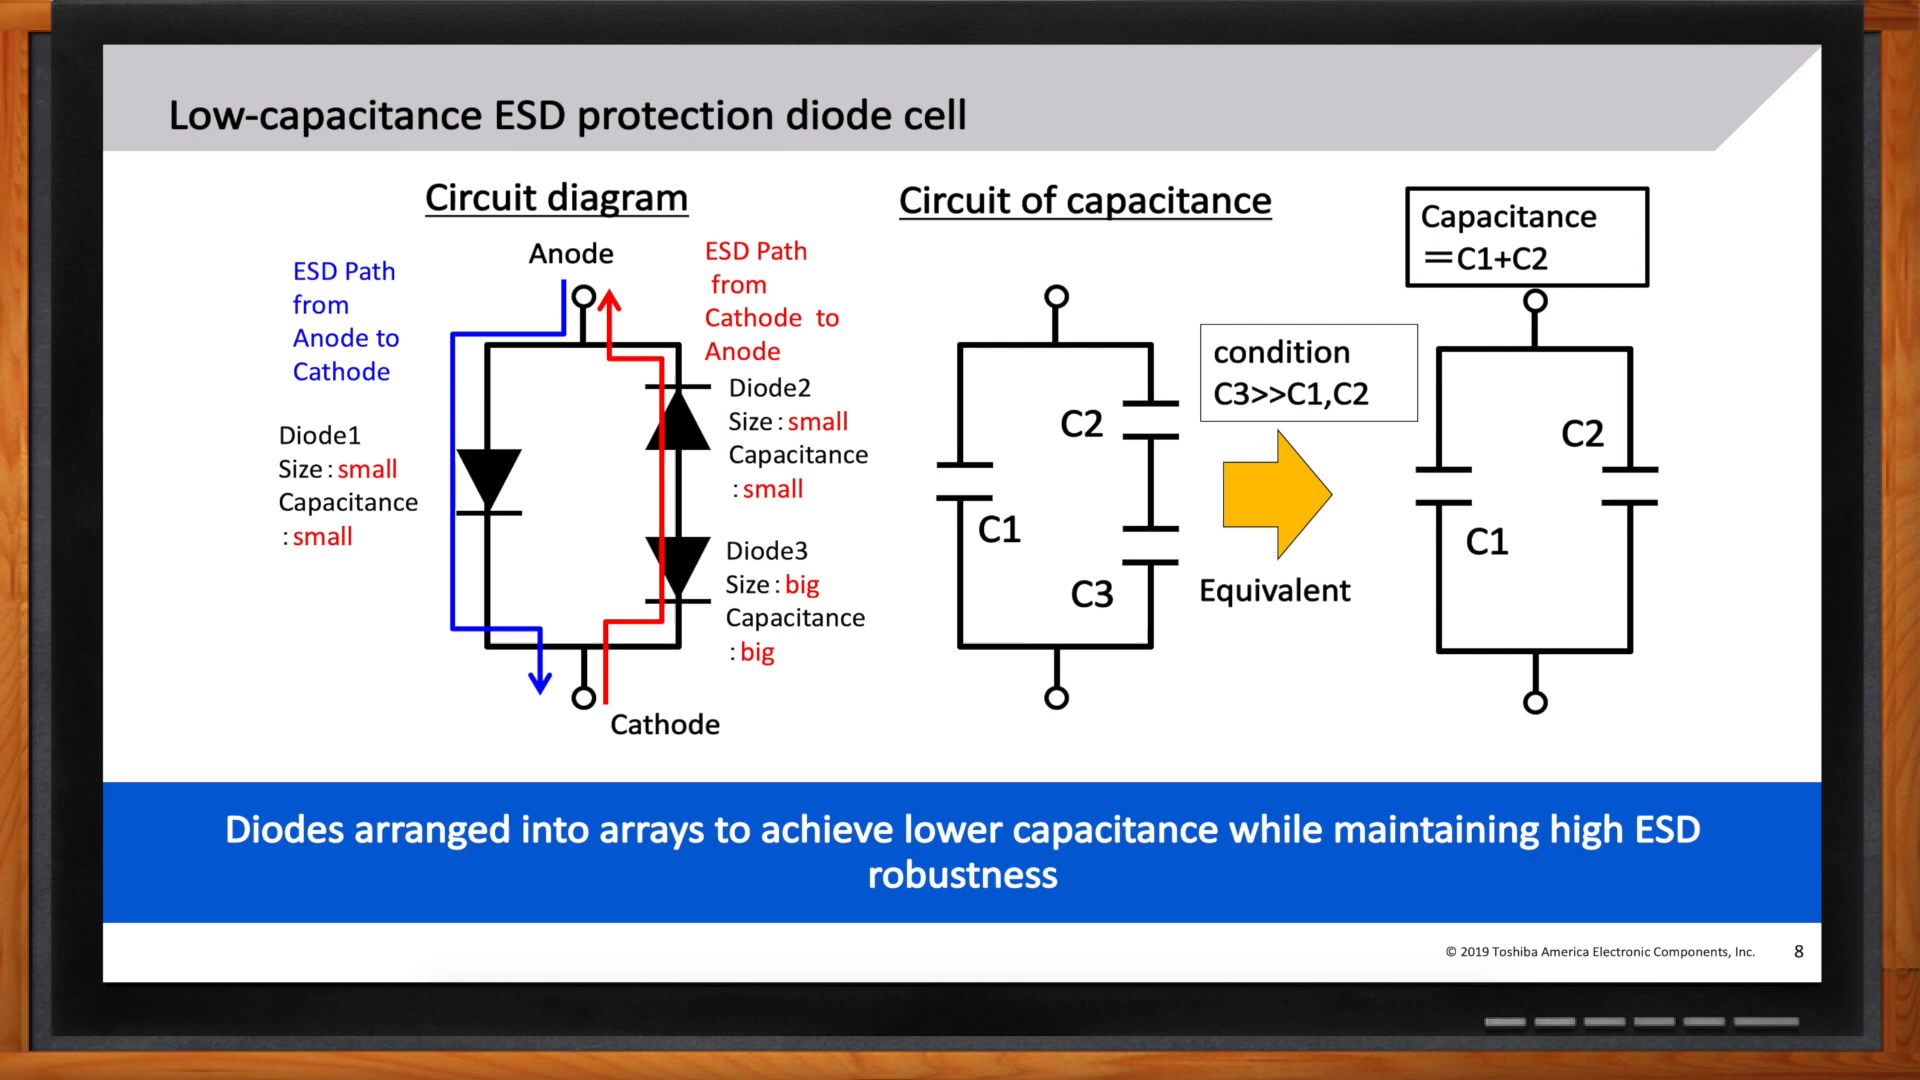 Low-capacitance ESD protection diode cell
Circuit diagram
Anode
ESD Path
from
Anode to
Cathode
ESD Path
from
Cathode to
Anode
Diode1
Size:small
Capacitance
:small
Diode2
Size:small
Capacitance
:small
Diode3
Size:big
Capacitance
:big
Cathode
Circuit of capacitance
C1
C2
C3
condition
C3>>C1,C2
Equivalent
Capacitance
=C1+C2
C1
C2
Diodes arranged into arrays to achieve lower capacitance while maintaining high ESD
robustness
© 2019 Toshiba America Electronic Components, Inc.
8